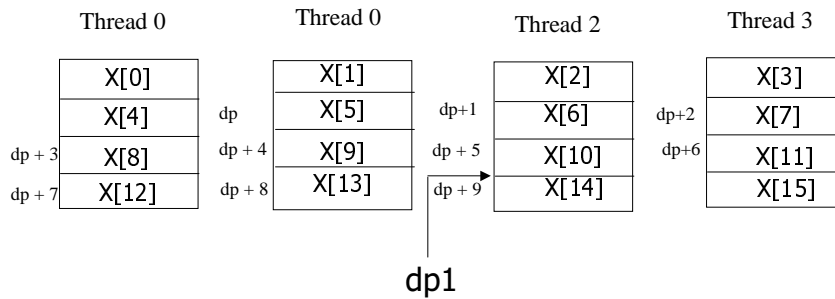 Thread 0 Thread 0 Thread 2 Thread 3
X[0] X[1] X[2] X[3]
X[4] dp X[5] dp+1 X[6] dp+2 X[7]
dp + 3 X[8] dp + 4 X[9] dp + 5 X[10] dp+6 X[11]
dp + 7 X[12] dp + 8 X[13] dp + 9 X[14] X[15]
dp1